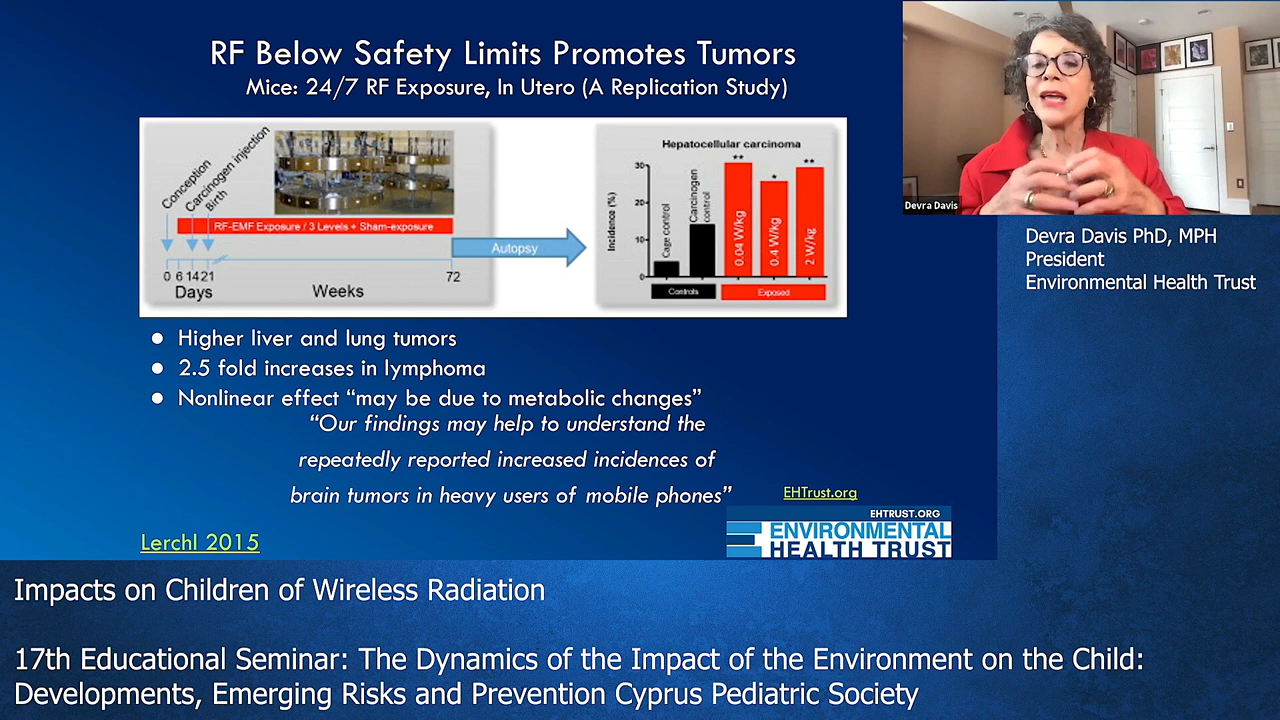 RF Below Safety Limits Promotes Tumors
Mice: 24/7 RF Exposure, In Utero (A Replication Study)
Conception
Carcinogen injection
Birth
RF-EMF Exposure / 3 Levels + Sham-exposure
0 6 14 21
72
Days
Weeks
Autopsy
Hepatocellular carcinoma
Incidence (%)
30
20
10
0
Cage control
Carcinogen
control
**
0.04 W/kg
*
0.4 W/kg
**
2 W/kg
Controls
Exposed
● Higher liver and lung tumors
● 2.5 fold increases in lymphoma
● Nonlinear effect “may be due to metabolic changes”
“Our findings may help to understand the
repeatedly reported increased incidences of
brain tumors in heavy users of mobile phones”
EHTrust.org
EHTRUST.ORG
ENVIRONMENTAL
HEALTH TRUST
Lerchl 2015
Devra Davis
Devra Davis PhD, MPH
President
Environmental Health Trust
Impacts on Children of Wireless Radiation
17th Educational Seminar: The Dynamics of the Impact of the Environment on the Child:
Developments, Emerging Risks and Prevention Cyprus Pediatric Society